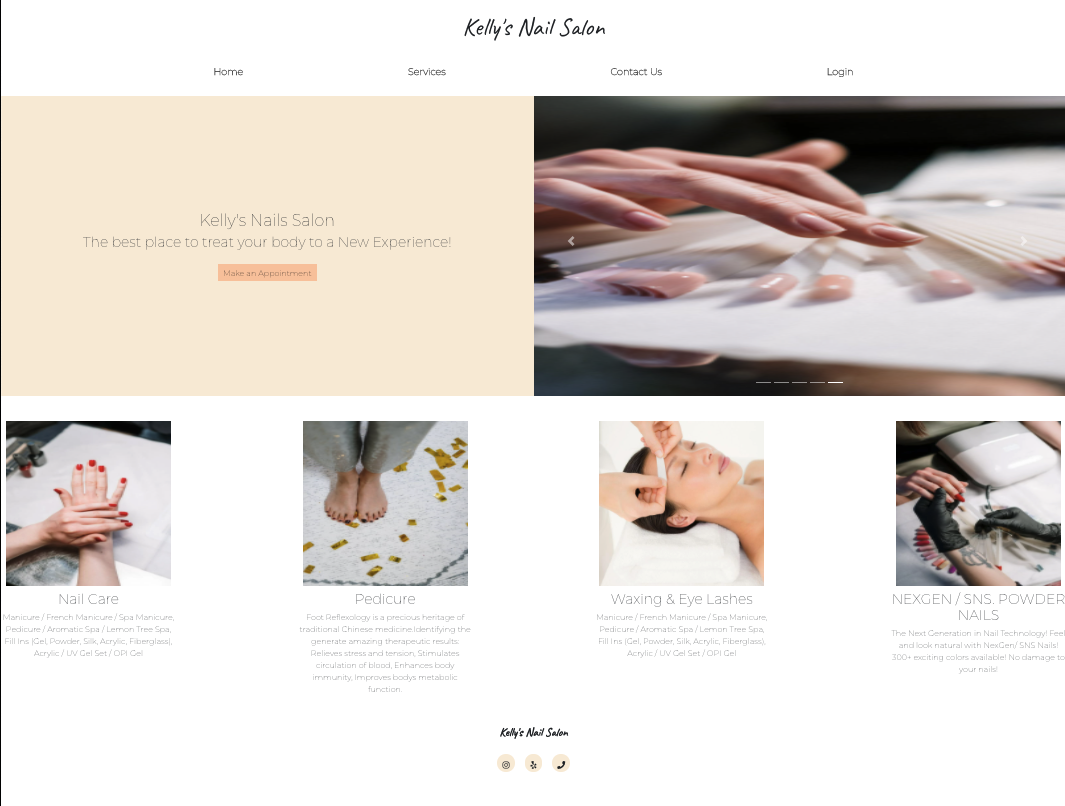 Kelly's Nail Salon
Home Services Contact Us Login
Kelly's Nails Salon
The best place to treat your body to a New Experience!
Make an Appointment
Nail Care
Manicure / French Manicure / Spa Manicure,
Pedicure / Aromatic Spa / Lemon Tree Spa,
Fill Ins (Gel, Powder, Silk, Acrylic, Fiberglass),
Acrylic / UV Gel Set / OPI Gel
Pedicure
Foot Reflexology is a precious heritage of
traditional Chinese medicine.Identifying the
generate amazing therapeutic results:
Relieves stress and tension, Stimulates
circulation of blood, Enhances body
immunity, Improves bodys metabolic
function.
Waxing & Eye Lashes
Manicure / French Manicure / Spa Manicure,
Pedicure / Aromatic Spa / Lemon Tree Spa,
Fill Ins (Gel, Powder, Silk, Acrylic, Fiberglass),
Acrylic / UV Gel Set / OPI Gel
NEXGEN / SNS. POWDER
NAILS
The Next Generation in Nail Technology! Feel
and look natural with NexGen/ SNS Nails!
300+ exciting colors available! No damage to
your nails!
Kelly's Nail Salon